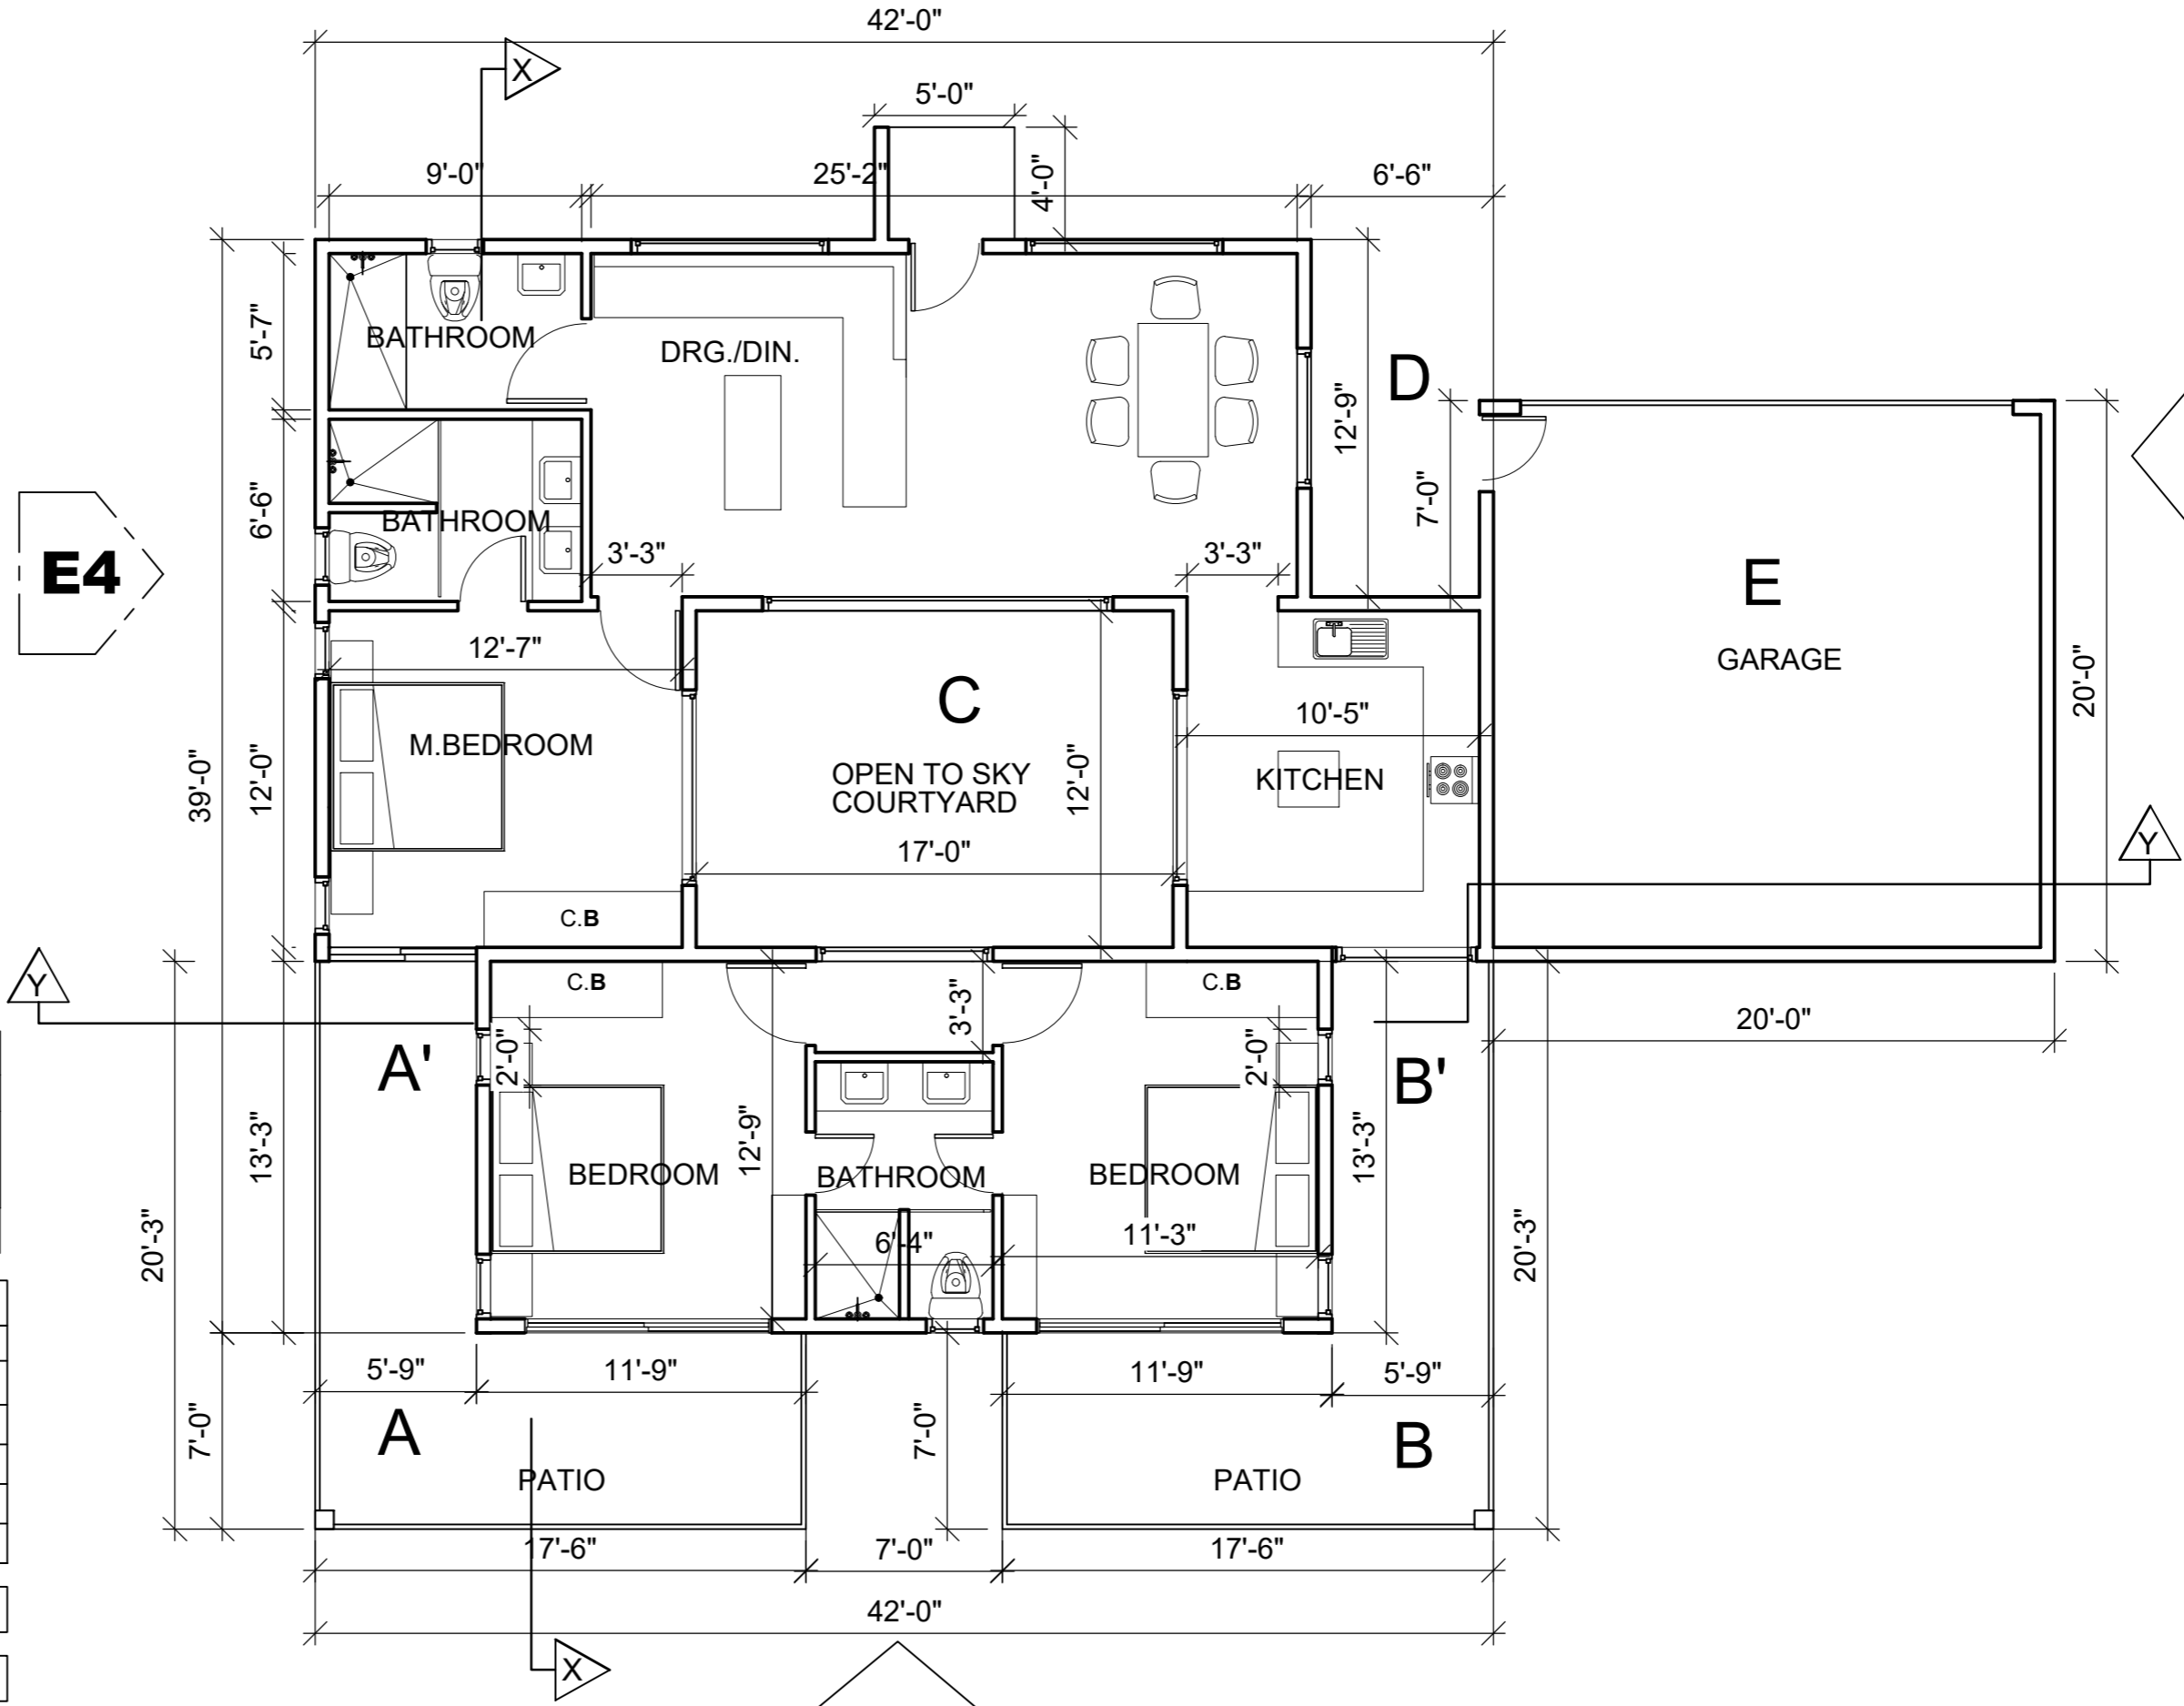 42'-0"
X
5'-0"
4'-0"
9'-0"
25'-2"
6'-6"
5'-7"
BATHROOM
DRG./DIN.
D
12'-9"
7'-0"
6'-6"
BATHROOM
3'-3"
3'-3"
E4
E
GARAGE
20'-0"
12'-7"
C
10'-5"
M.BEDROOM
OPEN TO SKY
COURTYARD
12'-0"
KITCHEN
39'-0"
12'-0"
17'-0"
Y
C.B
Y
C.B
C.B
3'-3"
20'-0"
A'
2'-0"
2'-0"
B'
13'-3"
12'-9"
BEDROOM
BATHROOM
BEDROOM
13'-3"
20'-3"
6'-4"
11'-3"
20'-3"
5'-9"
11'-9"
11'-9"
5'-9"
7'-0"
A
7'-0"
B
PATIO
PATIO
17'-6"
7'-0"
17'-6"
42'-0"
X